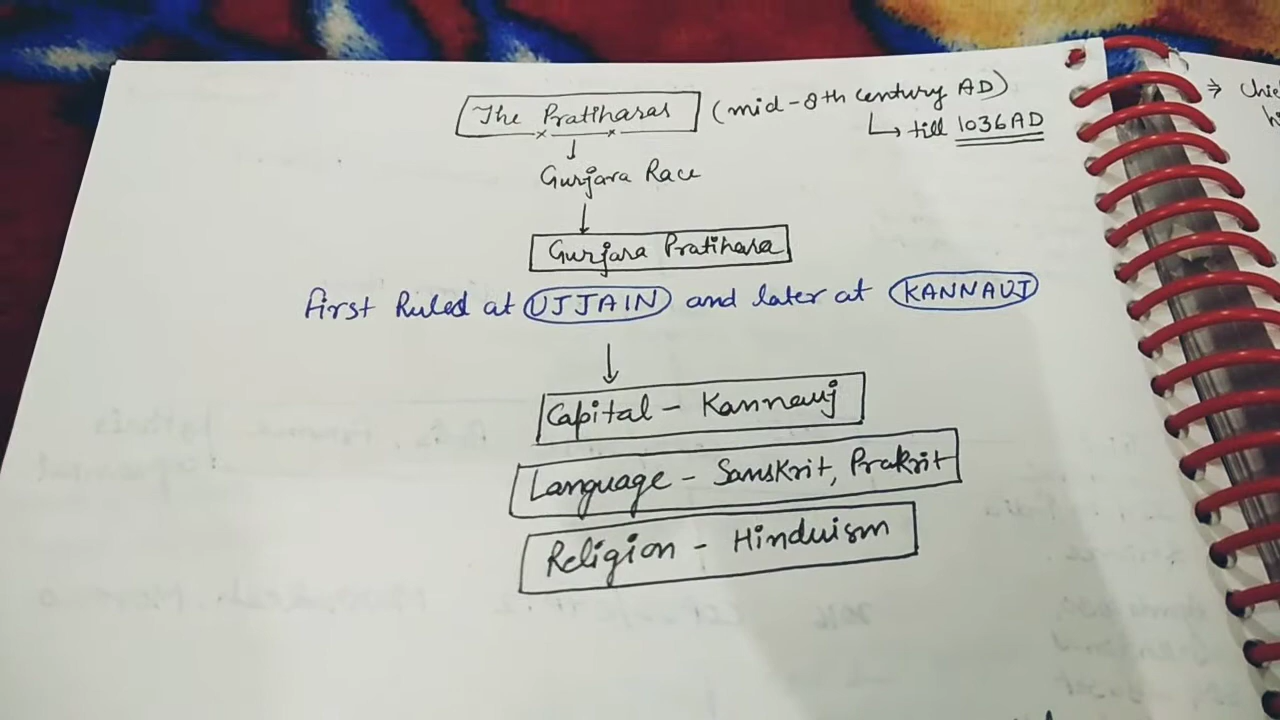 The Pratiharas (mid-8th century AD)
↳ till 1036AD
Gurjara Race
Gurjara Pratihara
First Ruled at UJJAIN and later at KANNAUJ
Capital - Kannauj
Language - Sanskrit, Prakrit
Religion - Hinduism
⇒